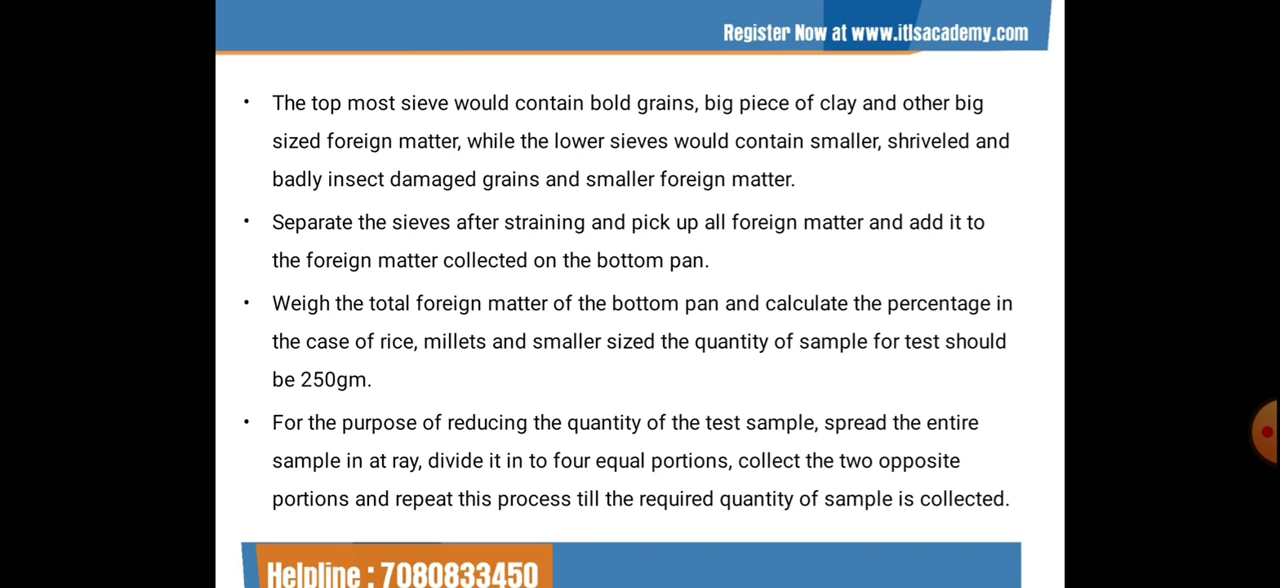 Register Now at www.itlsacademy.com
• The top most sieve would contain bold grains, big piece of clay and other big
sized foreign matter, while the lower sieves would contain smaller, shriveled and
badly insect damaged grains and smaller foreign matter.
• Separate the sieves after straining and pick up all foreign matter and add it to
the foreign matter collected on the bottom pan.
• Weigh the total foreign matter of the bottom pan and calculate the percentage in
the case of rice, millets and smaller sized the quantity of sample for test should
be 250gm.
• For the purpose of reducing the quantity of the test sample, spread the entire
sample in at ray, divide it in to four equal portions, collect the two opposite
portions and repeat this process till the required quantity of sample is collected.
Helpline : 7080833450